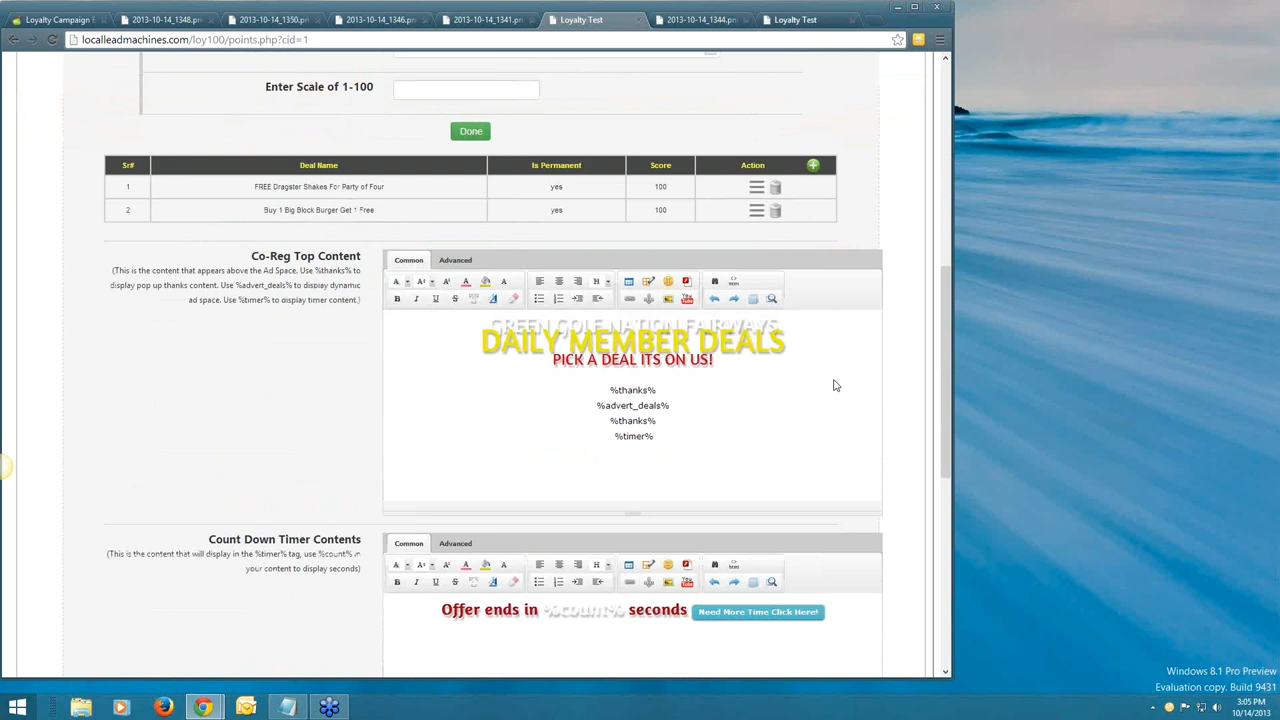 Loyalty Campaign E
2013-10-14_1348.pn
2013-10-14_1350.pn
2013-10-14_1346.pn
2013-10-14_1341.pn
Loyalty Test
2013-10-14_1344.pn
Loyalty Test
localleadmachines.com/loy100/points.php?cid=1
Enter Scale of 1-100
Done
Sr# Deal Name Is Permanent Score Action
1 FREE Dragster Shakes For Party of Four yes 100
2 Buy 1 Big Block Burger Get 1 Free yes 100
Co-Reg Top Content
(This is the content that appears above the Ad Space. Use %thanks% to
display pop up thanks content. Use %advert_deals% to display dynamic
ad space. Use %timer% to display timer content.)
Common Advanced
GREEN GOLF NATION FAIRWAYS
DAILY MEMBER DEALS
PICK A DEAL ITS ON US!
%thanks%
%advert_deals%
%thanks%
%timer%
Count Down Timer Contents
(This is the content that will display in the %timer% tag, use %count% in
your content to display seconds)
Common Advanced
Offer ends in %count% seconds Need More Time Click Here!
Windows 8.1 Pro Preview
Evaluation copy. Build 9431
3:05 PM
10/14/2013